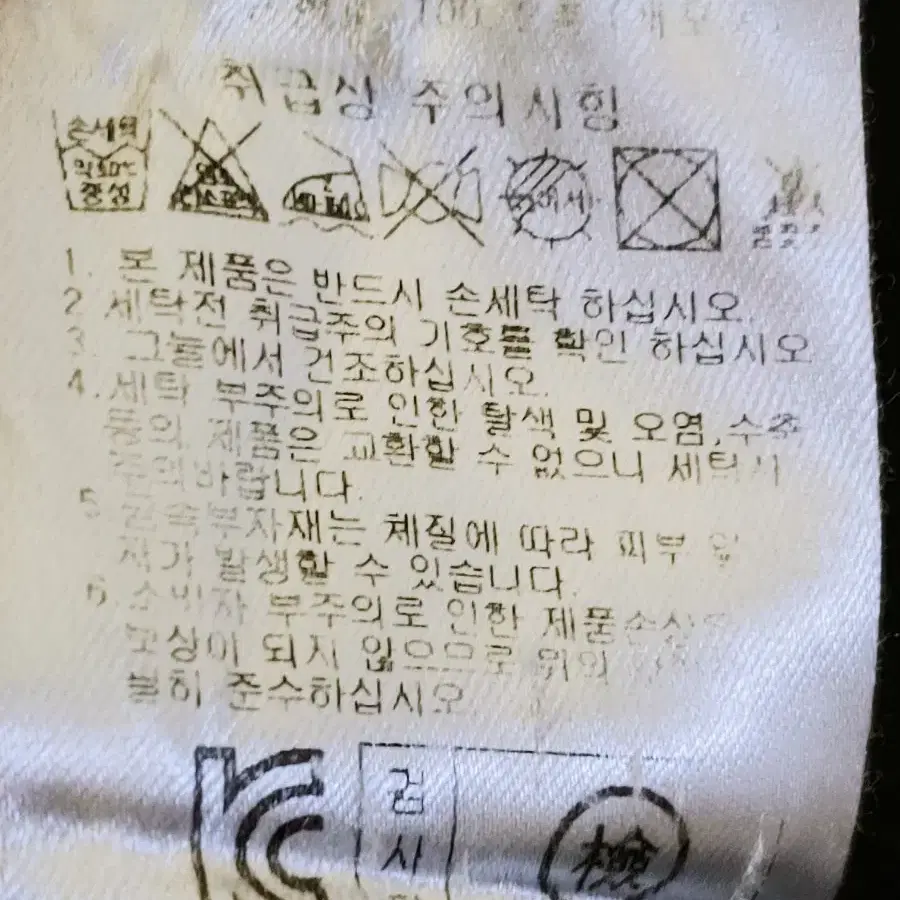 취급상 주의사항
손세탁
약30℃
중성
염소표백
1. 본 제품은 반드시 손세탁 하십시오.
2 세탁전 취급주의 기호를 확인 하십시오
3. 그늘에서 건조하십시오.
4. 세탁 부주의로 인한 탈색 및 오염,수축
등의 제품은 교환할 수 없으니 세탁시
주의바랍니다.
5. 금속부자재는 체질에 따라 피부
자가 발생할 수 있습니다.
6. 소비자 부주의로 인한 제품손상
보상이 되지 않으므로 위의
필히 준수하십시오.
검
사
檢